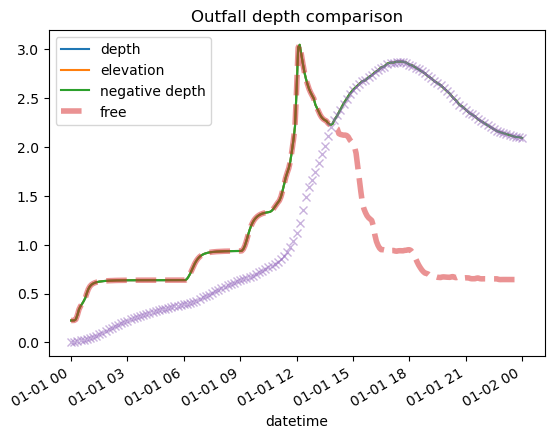 Outfall depth comparison
depth
elevation
negative depth
free
3.0
2.5
2.0
1.5
1.0
0.5
0.0
01-01 00
01-01 03
01-01 06
01-01 09
01-01 12
01-01 15
01-01 18
01-01 21
01-02 00
datetime